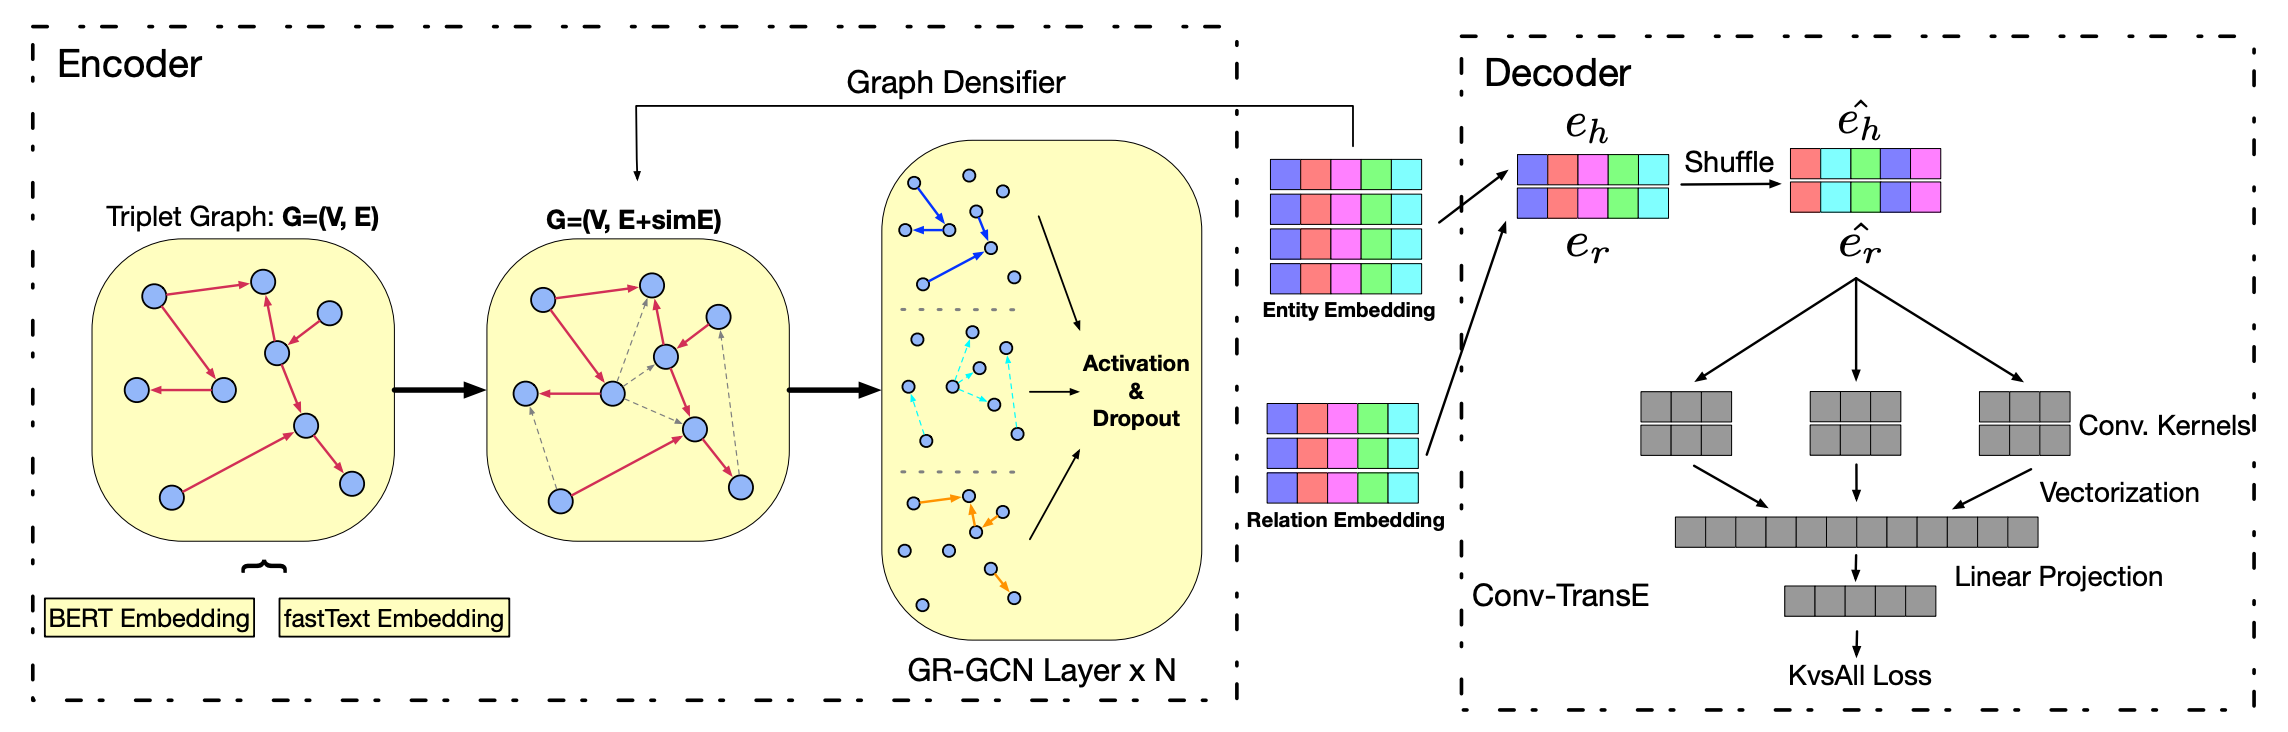 Encoder
Graph Densifier
Triplet Graph: G=(V, E)
G=(V, E+simE)
Activation
&
Dropout
BERT Embedding
fastText Embedding
GR-GCN Layer x N
Entity Embedding
Relation Embedding
Decoder
e_h
Shuffle
\hat{e_h}
e_r
\hat{e_r}
Conv. Kernels
Vectorization
Linear Projection
Conv-TransE
KvsAll Loss